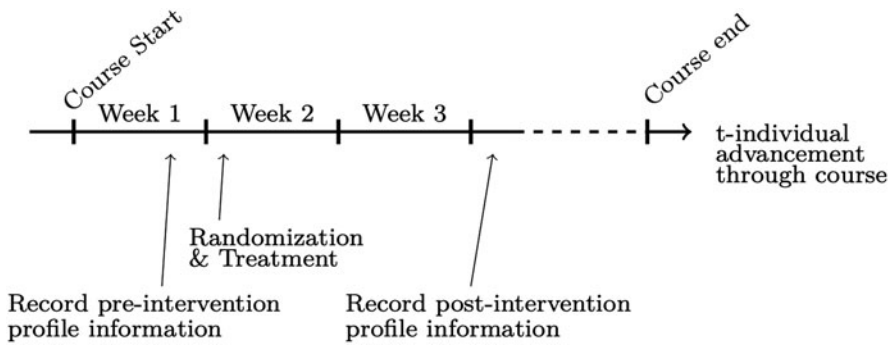 Course Start
Course end
Week 1
Week 2
Week 3
t-individual
advancement
through course
Randomization
& Treatment
Record pre-intervention
profile information
Record post-intervention
profile information